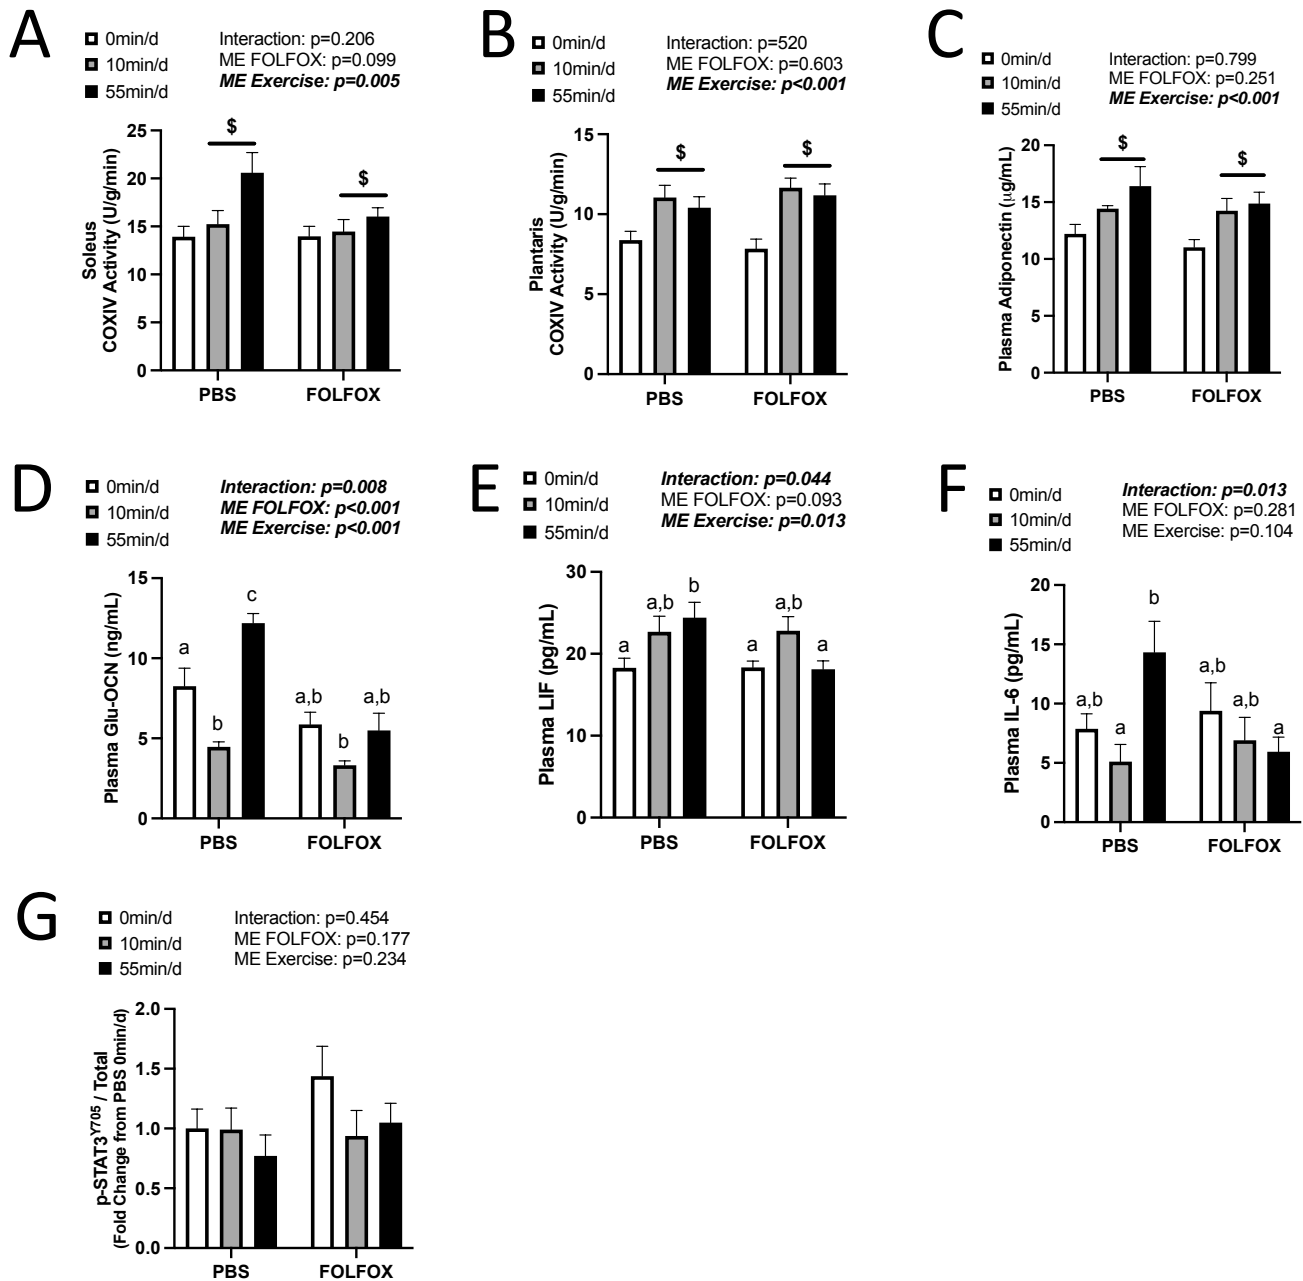 A
0min/d
10min/d
55min/d
Interaction: p=0.206
ME FOLFOX: p=0.099
ME Exercise: p=0.005
Soleus
COXIV Activity (U/g/min)
25
20
15
10
5
0
$
$
PBS
FOLFOX
B
0min/d
10min/d
55min/d
Interaction: p=520
ME FOLFOX: p=0.603
ME Exercise: p<0.001
Plantaris
COXIV Activity (U/g/min)
15
10
5
0
$
$
PBS
FOLFOX
C
0min/d
10min/d
55min/d
Interaction: p=0.799
ME FOLFOX: p=0.251
ME Exercise: p<0.001
Plasma Adiponectin (µg/mL)
20
15
10
5
0
$
$
PBS
FOLFOX
D
0min/d
10min/d
55min/d
Interaction: p=0.008
ME FOLFOX: p<0.001
ME Exercise: p<0.001
Plasma Glu-OCN (ng/mL)
15
10
5
0
a
b
c
a,b
b
a,b
PBS
FOLFOX
E
0min/d
10min/d
55min/d
Interaction: p=0.044
ME FOLFOX: p=0.093
ME Exercise: p=0.013
Plasma LIF (pg/mL)
30
20
10
0
a
a,b
b
a
a,b
a
PBS
FOLFOX
F
0min/d
10min/d
55min/d
Interaction: p=0.013
ME FOLFOX: p=0.281
ME Exercise: p=0.104
Plasma IL-6 (pg/mL)
20
15
10
5
0
a,b
a
b
a,b
a,b
a
PBS
FOLFOX
G
0min/d
10min/d
55min/d
Interaction: p=0.454
ME FOLFOX: p=0.177
ME Exercise: p=0.234
p-STAT3Y705 / Total
(Fold Change from PBS 0min/d)
2.0
1.5
1.0
0.5
0.0
PBS
FOLFOX